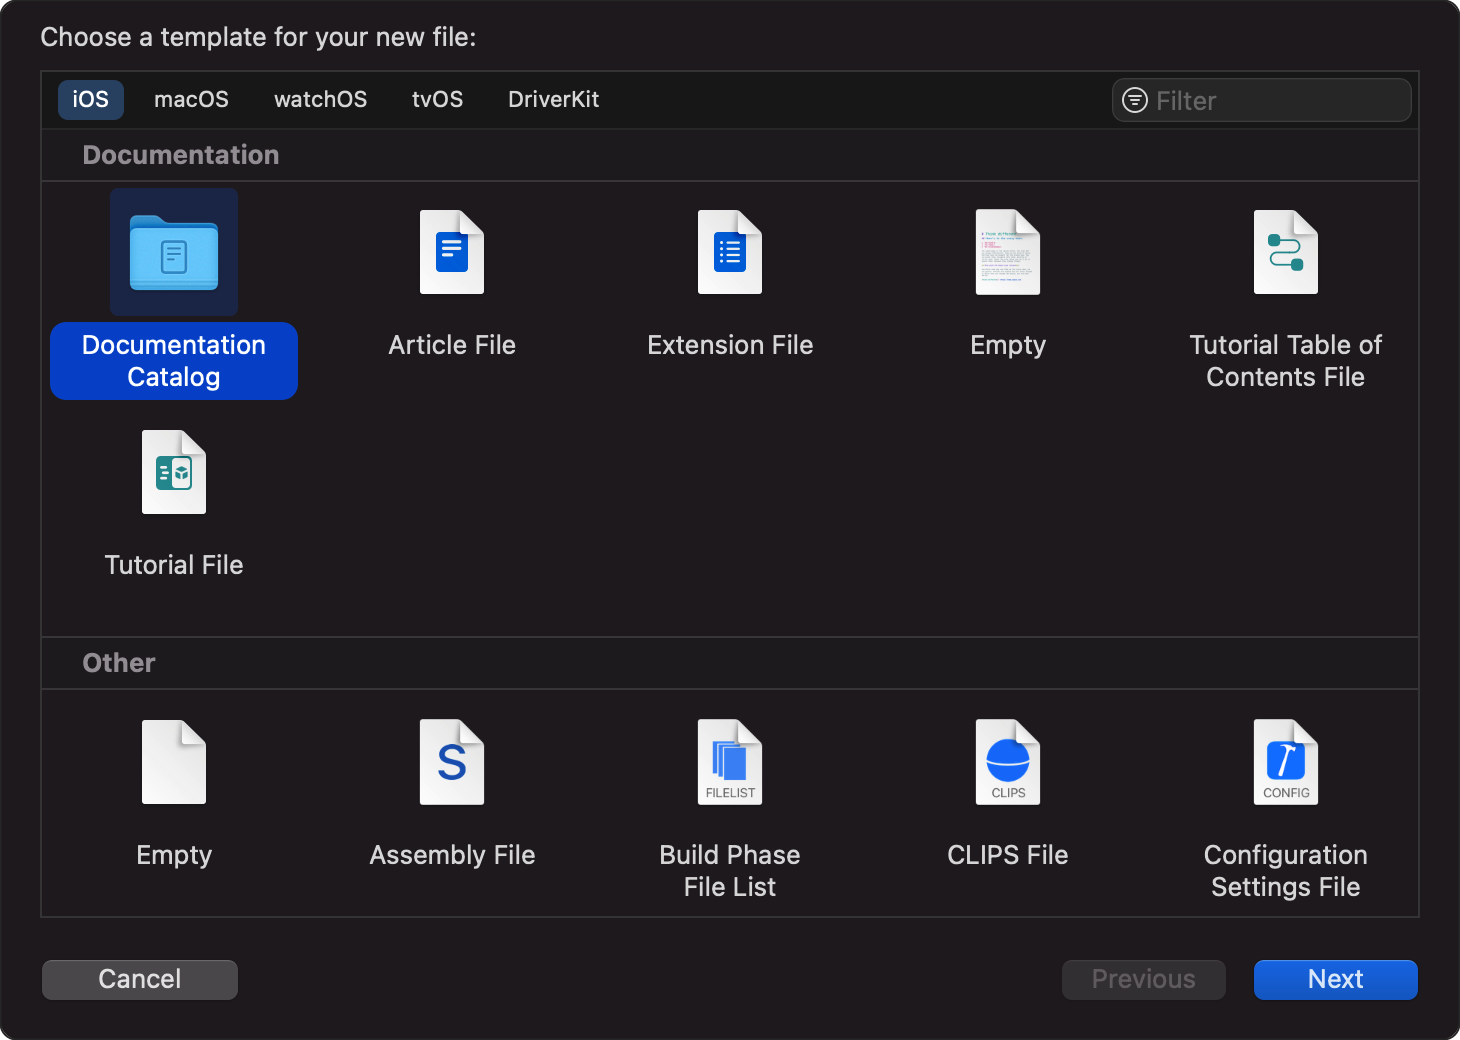 Choose a template for your new file:
iOS macOS watchOS tvOS DriverKit Filter
Documentation
Documentation
Catalog
Article File
Extension File
Empty
Tutorial Table of
Contents File
Tutorial File
Other
Empty
Assembly File
FILELIST
Build Phase
File List
CLIPS
CLIPS File
CONFIG
Configuration
Settings File
S
Cancel Previous Next